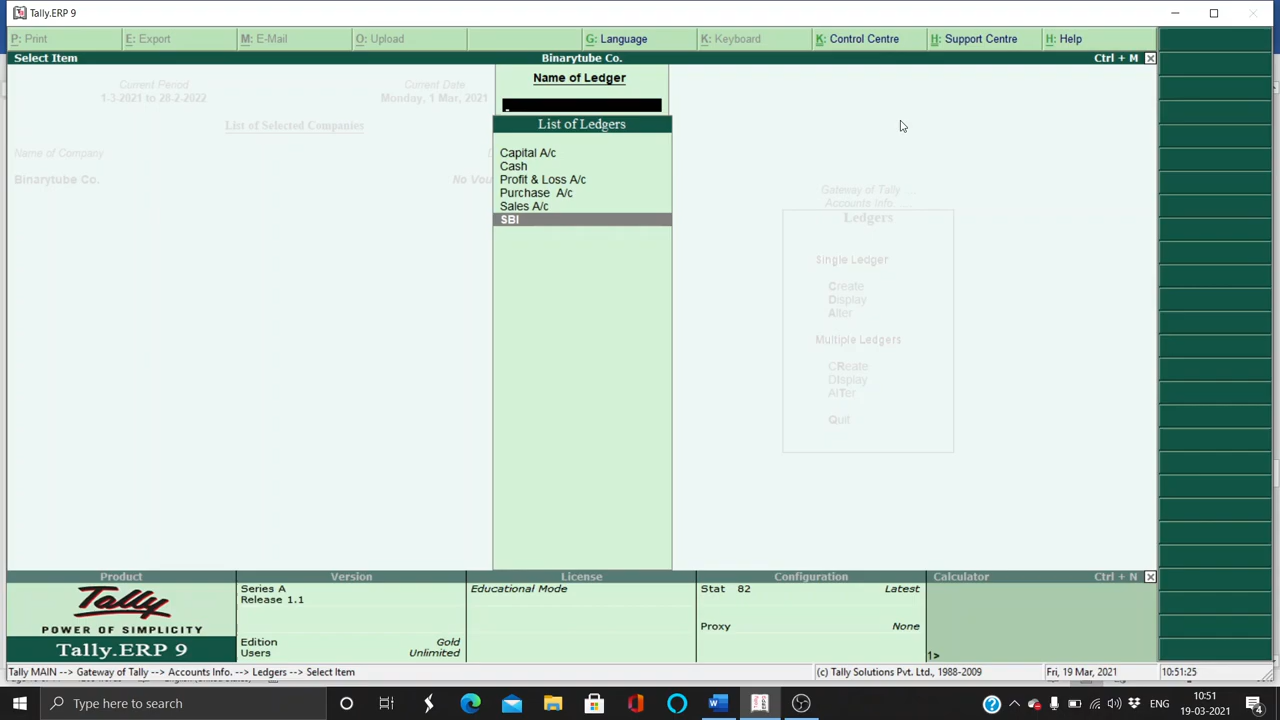 Tally.ERP 9
P: Print
E: Export
M: E-Mail
O: Upload
G: Language
K: Keyboard
K: Control Centre
H: Support Centre
H: Help
Select Item
Binarytube Co.
Ctrl + M
Current Period
1-3-2021 to 28-2-2022
Current Date
Monday, 1 Mar, 2021
List of Selected Companies
Name of Company
Binarytube Co.
No Vou
Name of Ledger
List of Ledgers
Capital A/c
Cash
Profit & Loss A/c
Purchase A/c
Sales A/c
SBI
Gateway of Tally ...
Accounts Info. ...
Ledgers
Single Ledger
Create
Display
Alter
Multiple Ledgers
CReate
DIsplay
AlTer
Quit
Product
Tally
POWER OF SIMPLICITY
Tally.ERP 9
Version
Series A
Release 1.1
Edition Gold
Users Unlimited
License
Educational Mode
Configuration
Stat 82 Latest
Proxy None
Calculator
Ctrl + N
1>
Tally MAIN --> Gateway of Tally --> Accounts Info. --> Ledgers --> Select Item
(c) Tally Solutions Pvt. Ltd., 1988-2009
Fri, 19 Mar, 2021
10:51:25
Type here to search
ENG
10:51
19-03-2021
4